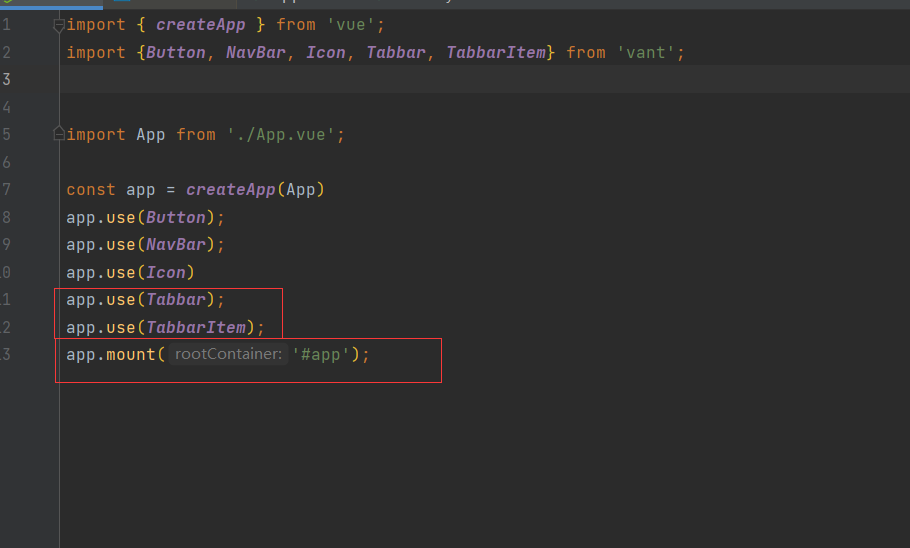 1 import { createApp } from 'vue';
2 import {Button, NavBar, Icon, Tabbar, TabbarItem} from 'vant';
3
4
5 import App from './App.vue';
6
7 const app = createApp(App)
8 app.use(Button);
9 app.use(NavBar);
0 app.use(Icon)
1 app.use(Tabbar);
2 app.use(TabbarItem);
3 app.mount( rootContainer: '#app');